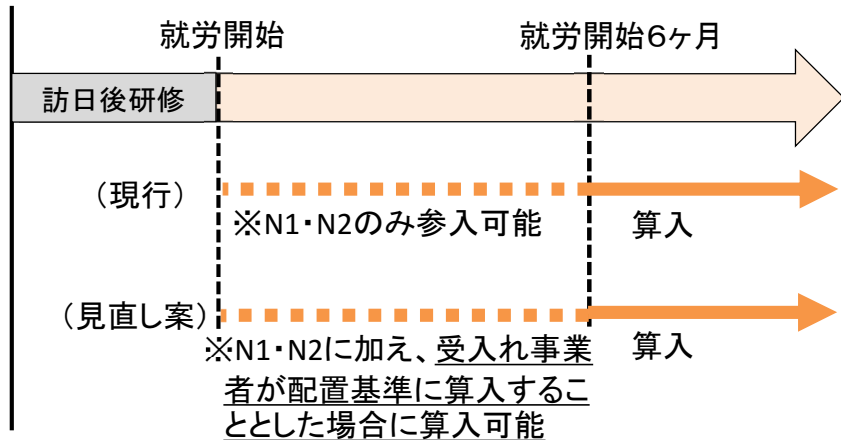 就労開始
就労開始６ヶ月
訪日後研修
（現行）
※N1・N2のみ参入可能
算入
（見直し案）
※N1・N2に加え、受入れ事業
者が配置基準に算入するこ
ととした場合に算入可能
算入